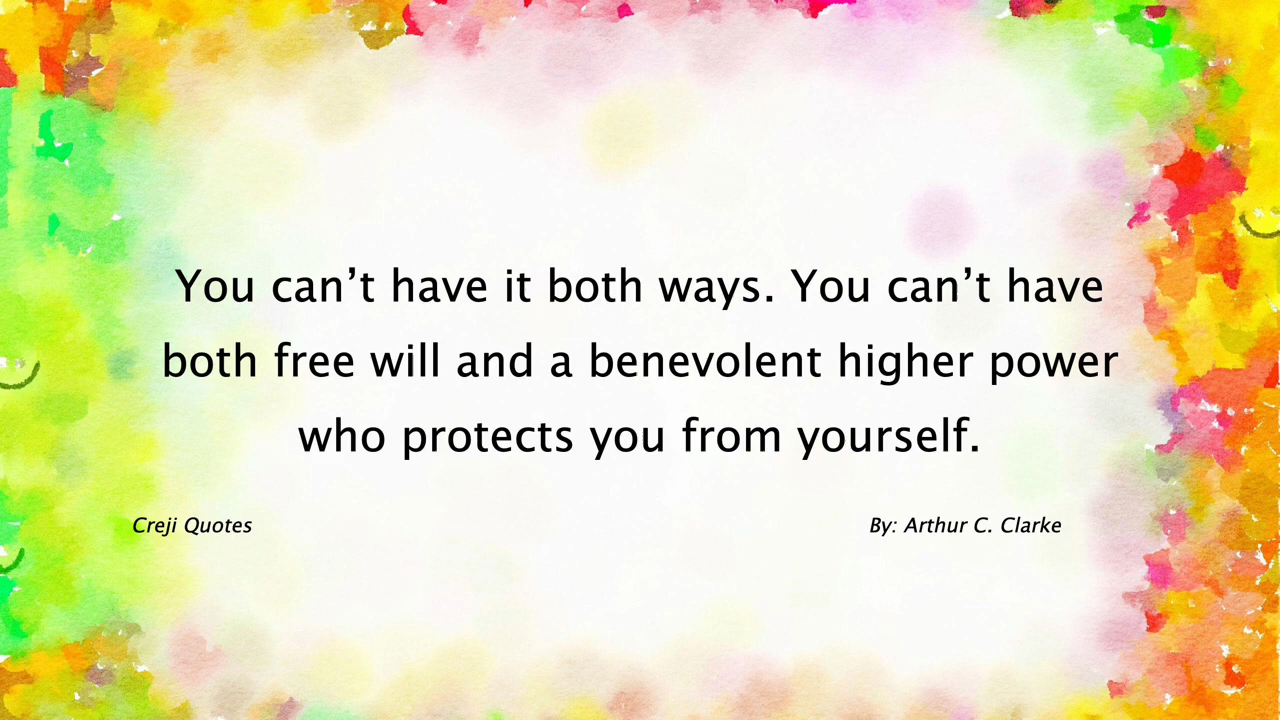 You can’t have it both ways. You can’t have
both free will and a benevolent higher power
who protects you from yourself.
Creji Quotes
By: Arthur C. Clarke